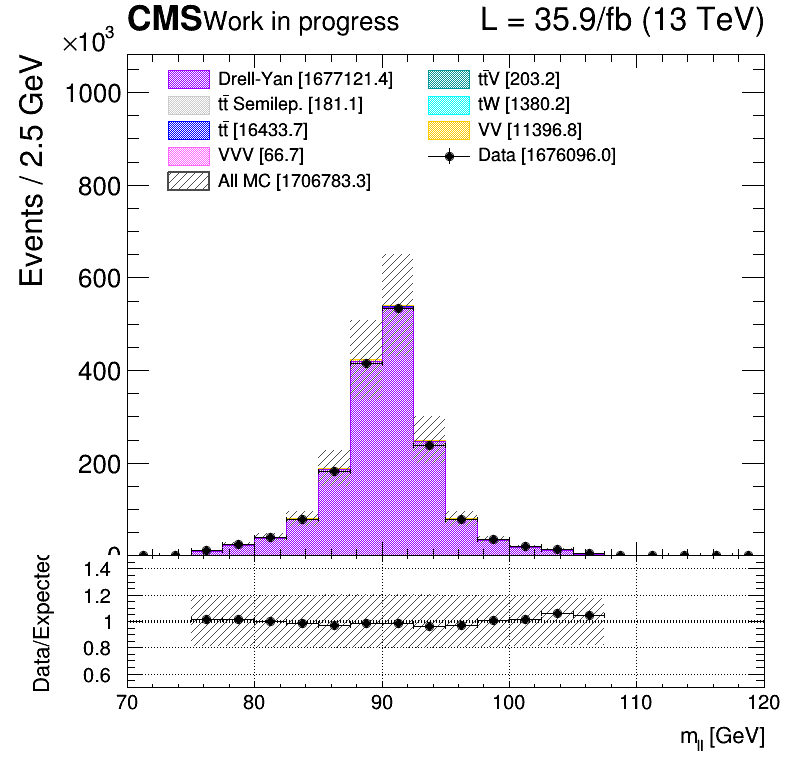 CMS Work in progress L = 35.9/fb (13 TeV)
×10³
Events / 2.5 GeV
Drell-Yan [1677121.4]
tt̄ Semilep. [181.1]
tt̄ [16433.7]
VVV [66.7]
All MC [1706783.3]
tt̄V [203.2]
tW [1380.2]
VV [11396.8]
Data [1676096.0]
1000
800
600
400
200
0
Data/Expected
1.4
1.2
1
0.8
0.6
70 80 90 100 110 120
m_ll [GeV]